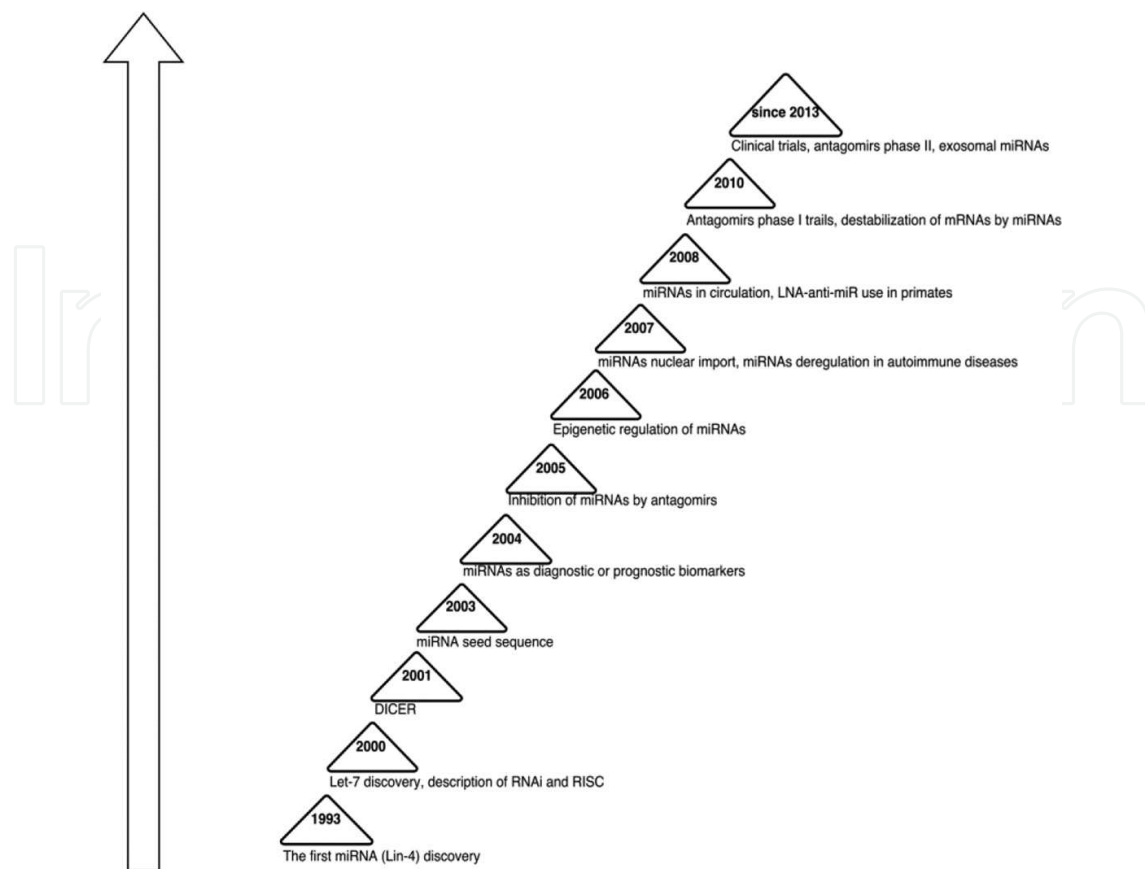 since 2013
Clinical trials, antagomirs phase II, exosomal miRNAs
2010
Antagomirs phase I trails, destabilization of mRNAs by miRNAs
2008
miRNAs in circulation, LNA-anti-miR use in primates
2007
miRNAs nuclear import, miRNAs deregulation in autoimmune diseases
2006
Epigenetic regulation of miRNAs
2005
Inhibition of miRNAs by antagomirs
2004
miRNAs as diagnostic or prognostic biomarkers
2003
miRNA seed sequence
2001
DICER
2000
Let-7 discovery, description of RNAi and RISC
1993
The first miRNA (Lin-4) discovery